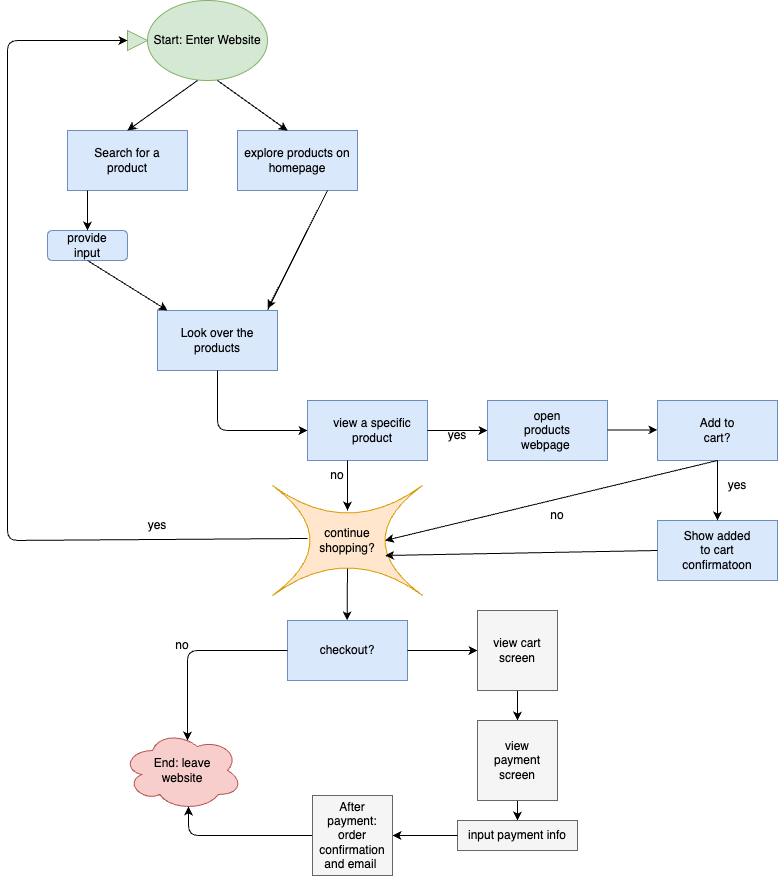 Start: Enter Website
Search for a
product
explore products on
homepage
provide
input
Look over the
products
view a specific
product
yes
open
products
webpage
Add to
cart?
no
yes
no
continue
shopping?
yes
Show added
to cart
confirmatoon
checkout?
no
view cart
screen
view
payment
screen
End: leave
website
After
payment:
order
confirmation
and email
input payment info